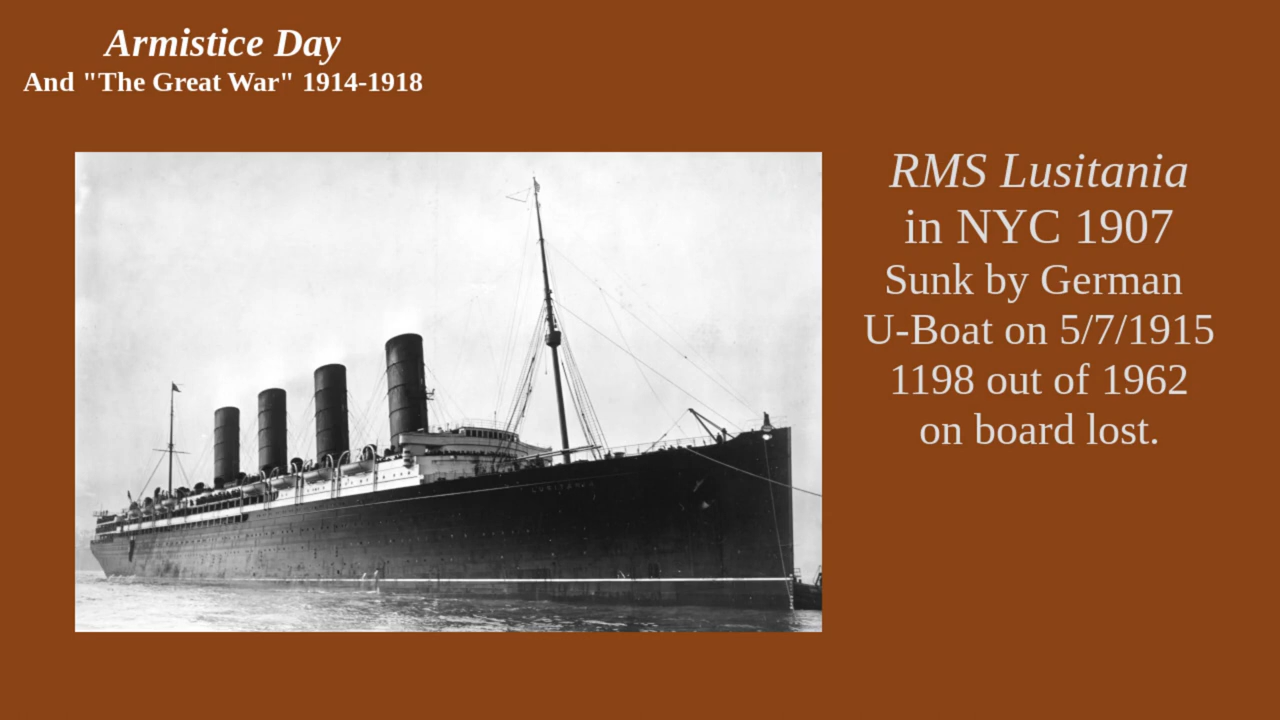 Armistice Day
And "The Great War" 1914-1918
RMS Lusitania
in NYC 1907
Sunk by German
U-Boat on 5/7/1915
1198 out of 1962
on board lost.
LUSITANIA